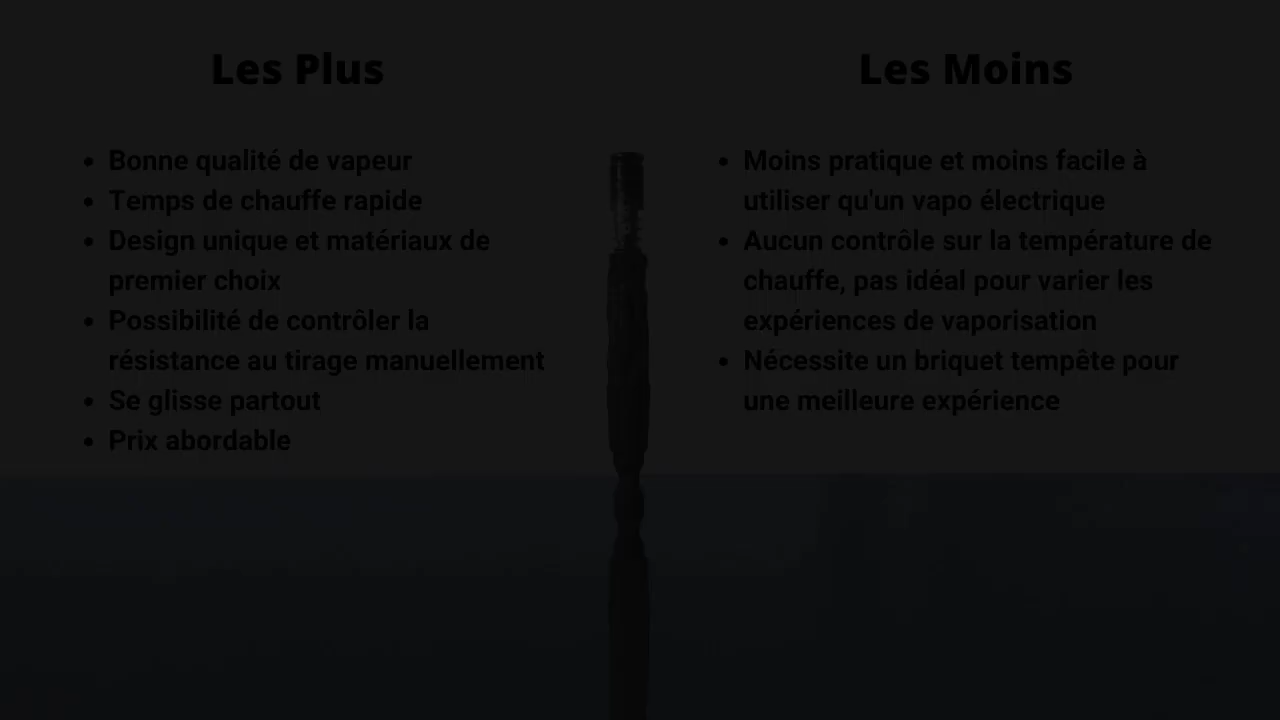 Les Plus
Bonne qualité de vapeur
Temps de chauffe rapide
Design unique et matériaux de
premier choix
Possibilité de contrôler la
résistance au tirage manuellement
Se glisse partout
Prix abordable
Les Moins
Moins pratique et moins facile à
utiliser qu'un vapo électrique
Aucun contrôle sur la température de
chauffe, pas idéal pour varier les
expériences de vaporisation
Nécessite un briquet tempête pour
une meilleure expérience